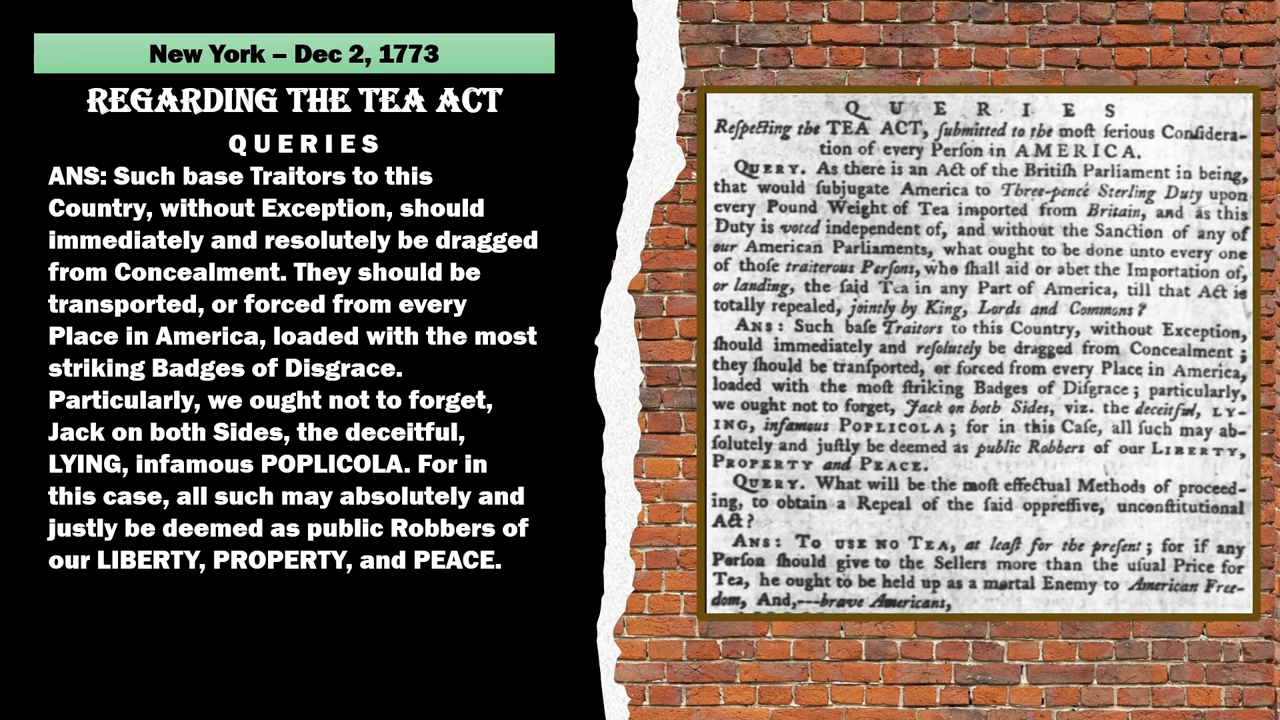 New York – Dec 2, 1773
REGARDING THE TEA ACT
QUERIES
ANS: Such base Traitors to this
Country, without Exception, should
immediately and resolutely be dragged
from Concealment. They should be
transported, or forced from every
Place in America, loaded with the most
striking Badges of Disgrace.
Particularly, we ought not to forget,
Jack on both Sides, the deceitful,
LYING, infamous POPLICOLA. For in
this case, all such may absolutely and
justly be deemed as public Robbers of
our LIBERTY, PROPERTY, and PEACE.
QUERIES
Reſpecting the TEA ACT, ſubmitted to the moſt ſerious Conſidera-
tion of every Perſon in AMERICA.
QUERY. As there is an Act of the Britiſh Parliament in being,
that would ſubjugate America to Three-pence Sterling Duty upon
every Pound Weight of Tea imported from Britain, and as this
Duty is voted independent of, and without the Sanction of any of
our American Parliaments, what ought to be done unto every one
of thoſe traiterous Perſons, who ſhall aid or abet the Importation of,
or landing, the ſaid Tea in any Part of America, till that Act is
totally repealed, jointly by King, Lords and Commons?
ANS: Such baſe Traitors to this Country, without Exception,
ſhould immediately and reſolutely be dragged from Concealment;
they ſhould be tranſported, or forced from every Place in America,
loaded with the moſt ſtriking Badges of Diſgrace; particularly,
we ought not to forget, Jack on both Sides, viz. the deceitful, LY-
ING, infamous POPLICOLA; for in this Caſe, all ſuch may ab-
ſolutely and juſtly be deemed as public Robbers of our LIBERTY,
PROPERTY and PEACE.
QUERY. What will be the moſt effectual Methods of proceed-
ing, to obtain a Repeal of the ſaid oppreſſive, unconſtitutional
Act?
ANS: TO USE NO TEA, at leaſt for the preſent; for if any
Perſon ſhould give to the Sellers more than the uſual Price for
Tea, he ought to be held up as a mortal Enemy to American Free-
dom, And,---brave Americans,